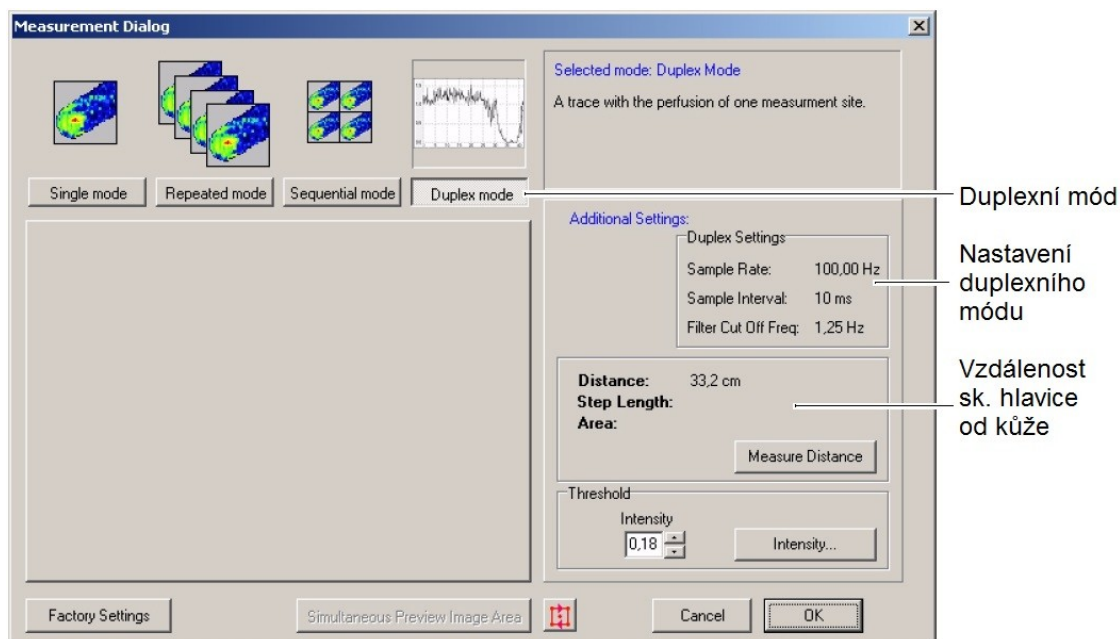 Measurement Dialog
Single mode
Repeated mode
Sequential mode
Duplex mode
Selected mode: Duplex Mode
A trace with the perfusion of one measurment site.
Additional Settings:
Duplex Settings
Sample Rate: 100,00 Hz
Sample Interval: 10 ms
Filter Cut Off Freq: 1,25 Hz
Distance: 33,2 cm
Step Length:
Area:
Measure Distance
Threshold
Intensity
0,18
Intensity...
Factory Settings
Simultaneous Preview Image Area
Cancel
OK
Duplexní mód
Nastavení
duplexního
módu
Vzdálenost
sk. hlavice
od kůže